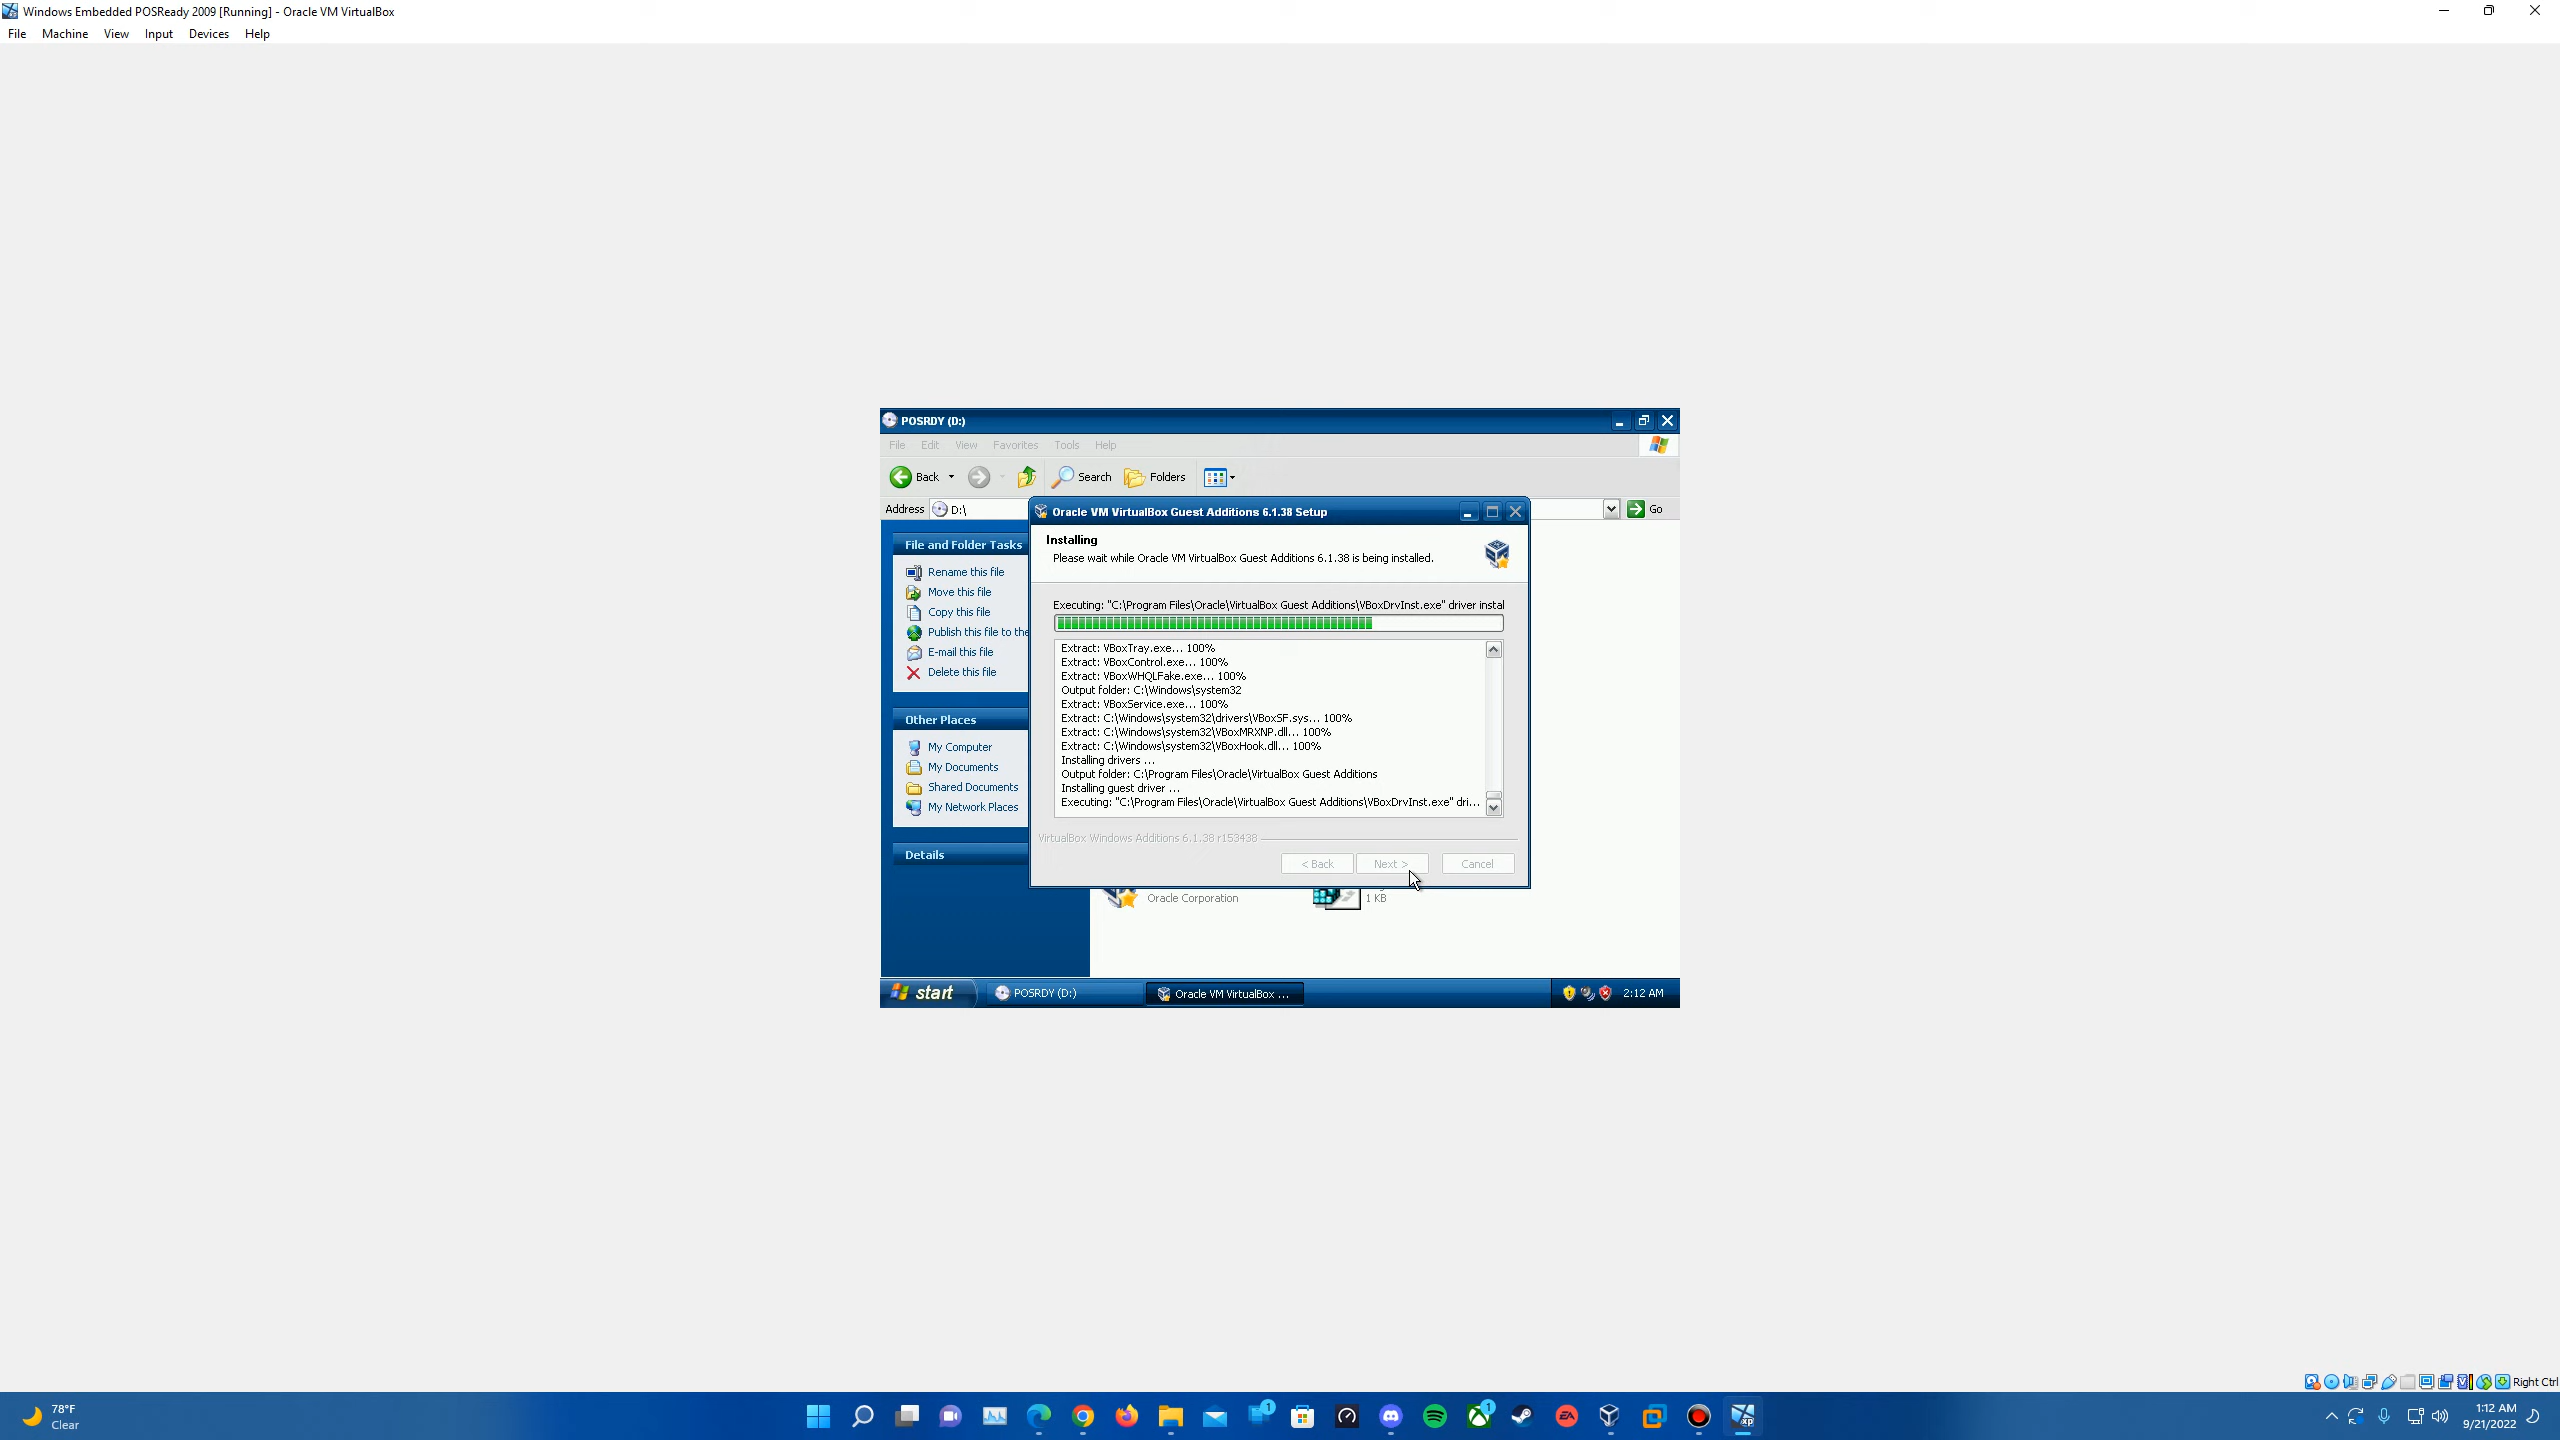 Windows Embedded POSReady 2009 [Running] - Oracle VM VirtualBox
File Machine View Input Devices Help
POSRDY (D:)
File Edit View Favorites Tools Help
Back Search Folders
Address D:\ Go
Oracle VM VirtualBox Guest Additions 6.1.38 Setup
Installing
Please wait while Oracle VM VirtualBox Guest Additions 6.1.38 is being installed.
Executing: "C:\Program Files\Oracle\VirtualBox Guest Additions\VBoxDrvInst.exe" driver instal
Extract: VBoxTray.exe... 100%
Extract: VBoxControl.exe... 100%
Extract: VBoxWHQLFake.exe... 100%
Output folder: C:\Windows\system32
Extract: VBoxService.exe... 100%
Extract: C:\Windows\system32\drivers\VBoxSF.sys... 100%
Extract: C:\Windows\system32\VBoxMRXNP.dll... 100%
Extract: C:\Windows\system32\VBoxHook.dll... 100%
Installing drivers ...
Output folder: C:\Program Files\Oracle\VirtualBox Guest Additions
Installing guest driver ...
Executing: "C:\Program Files\Oracle\VirtualBox Guest Additions\VBoxDrvInst.exe" dri...
VirtualBox Windows Additions 6.1.38 r153438
< Back Next > Cancel
File and Folder Tasks
Rename this file
Move this file
Copy this file
Publish this file to the
E-mail this file
Delete this file
Other Places
My Computer
My Documents
Shared Documents
My Network Places
Details
Oracle Corporation
1 KB
start POSRDY (D:) Oracle VM VirtualBox ... 2:12 AM
Right Ctrl
78°F
Clear
1
1
xp
1:12 AM
9/21/2022